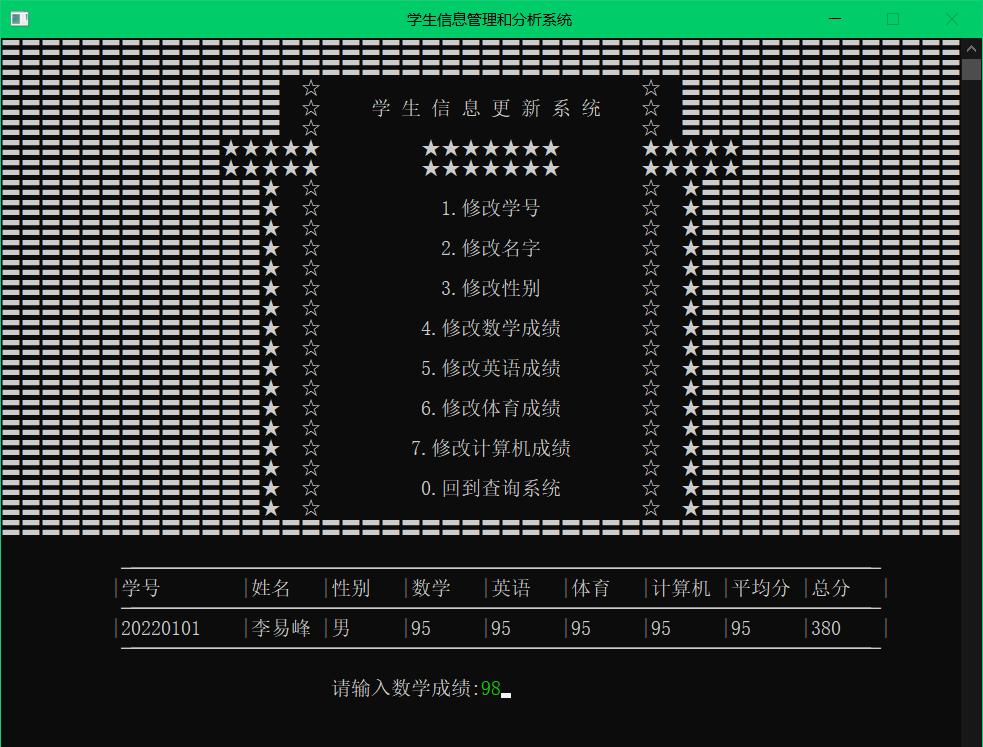 学生信息管理和分析系统
学 生 信 息 更 新 系 统
1.修改学号
2.修改名字
3.修改性别
4.修改数学成绩
5.修改英语成绩
6.修改体育成绩
7.修改计算机成绩
0.回到查询系统
|学号 |姓名 |性别 |数学 |英语 |体育 |计算机 |平均分 |总分 |
|20220101 |李易峰 |男 |95 |95 |95 |95 |95 |380 |
请输入数学成绩:98